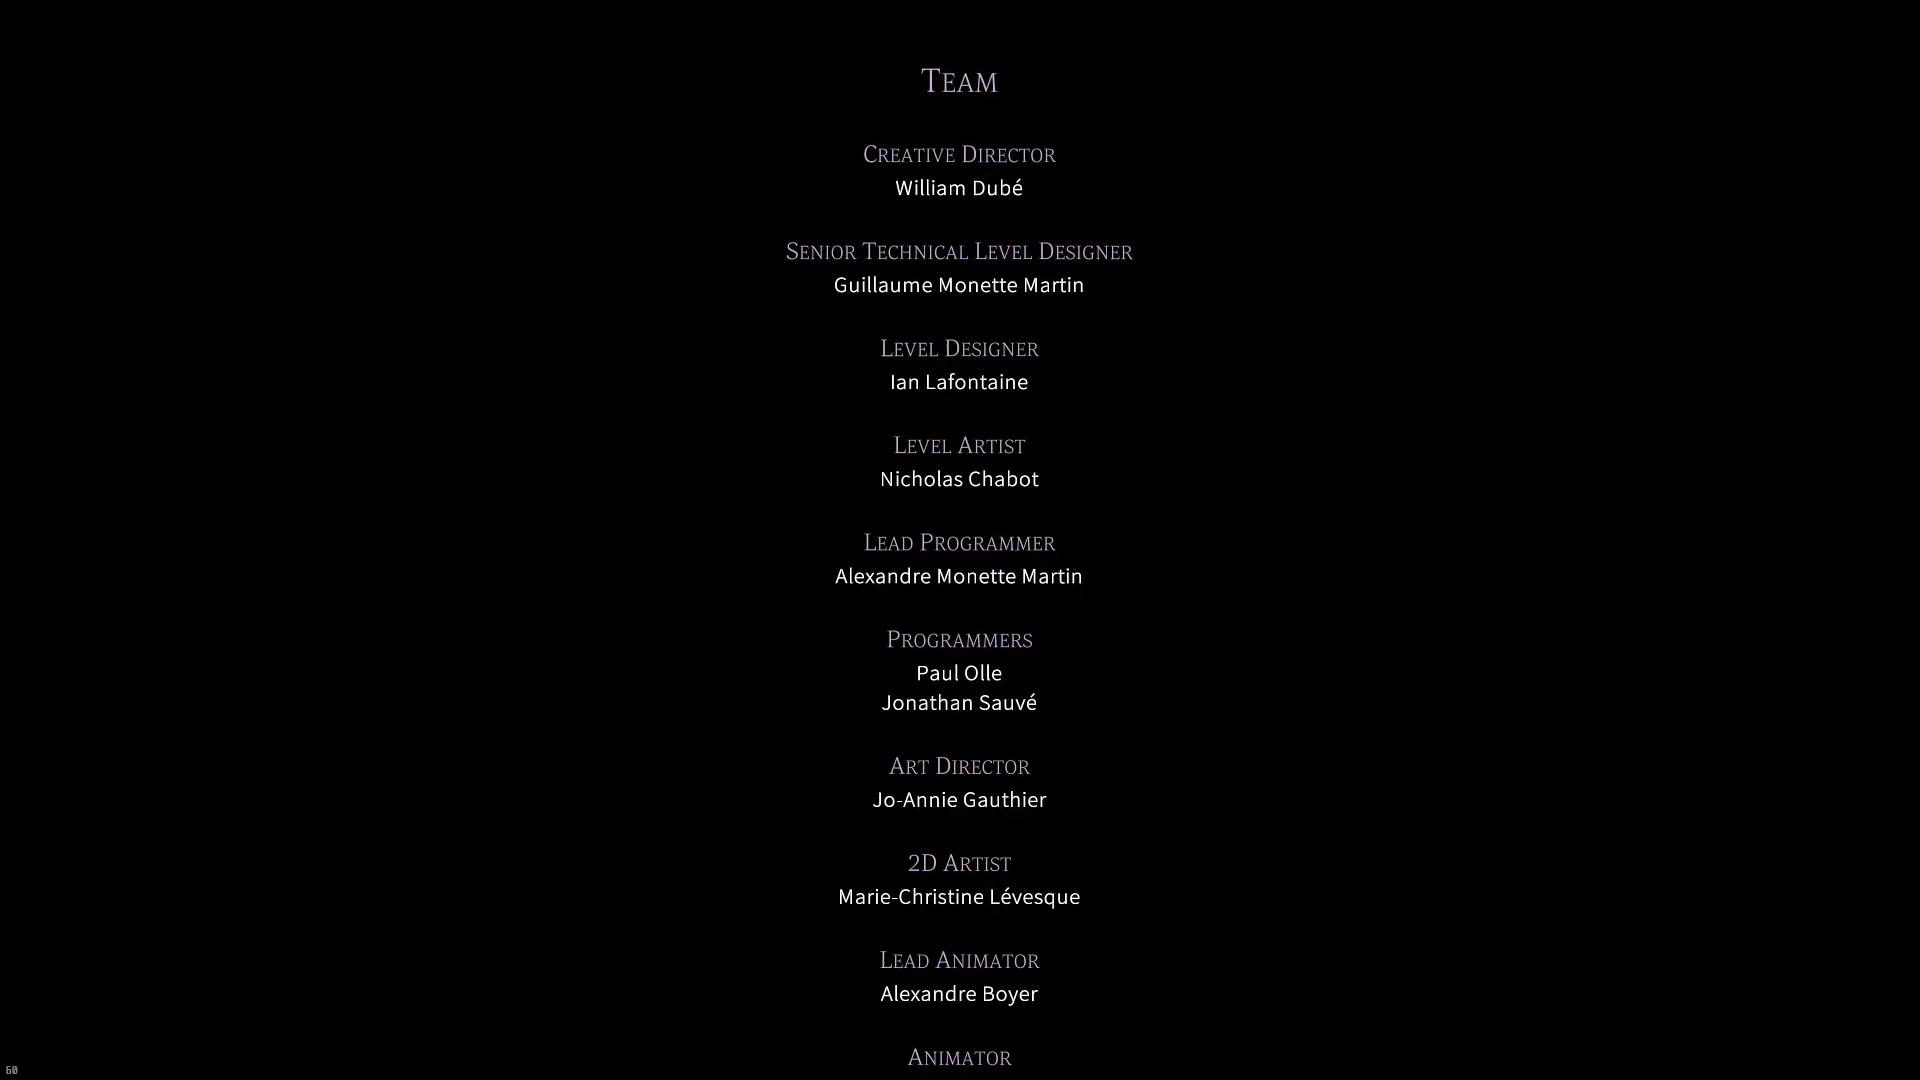 TEAM
CREATIVE DIRECTOR
William Dubé
SENIOR TECHNICAL LEVEL DESIGNER
Guillaume Monette Martin
LEVEL DESIGNER
Ian Lafontaine
LEVEL ARTIST
Nicholas Chabot
LEAD PROGRAMMER
Alexandre Monette Martin
PROGRAMMERS
Paul Olle
Jonathan Sauvé
ART DIRECTOR
Jo-Annie Gauthier
2D ARTIST
Marie-Christine Lévesque
LEAD ANIMATOR
Alexandre Boyer
ANIMATOR
60